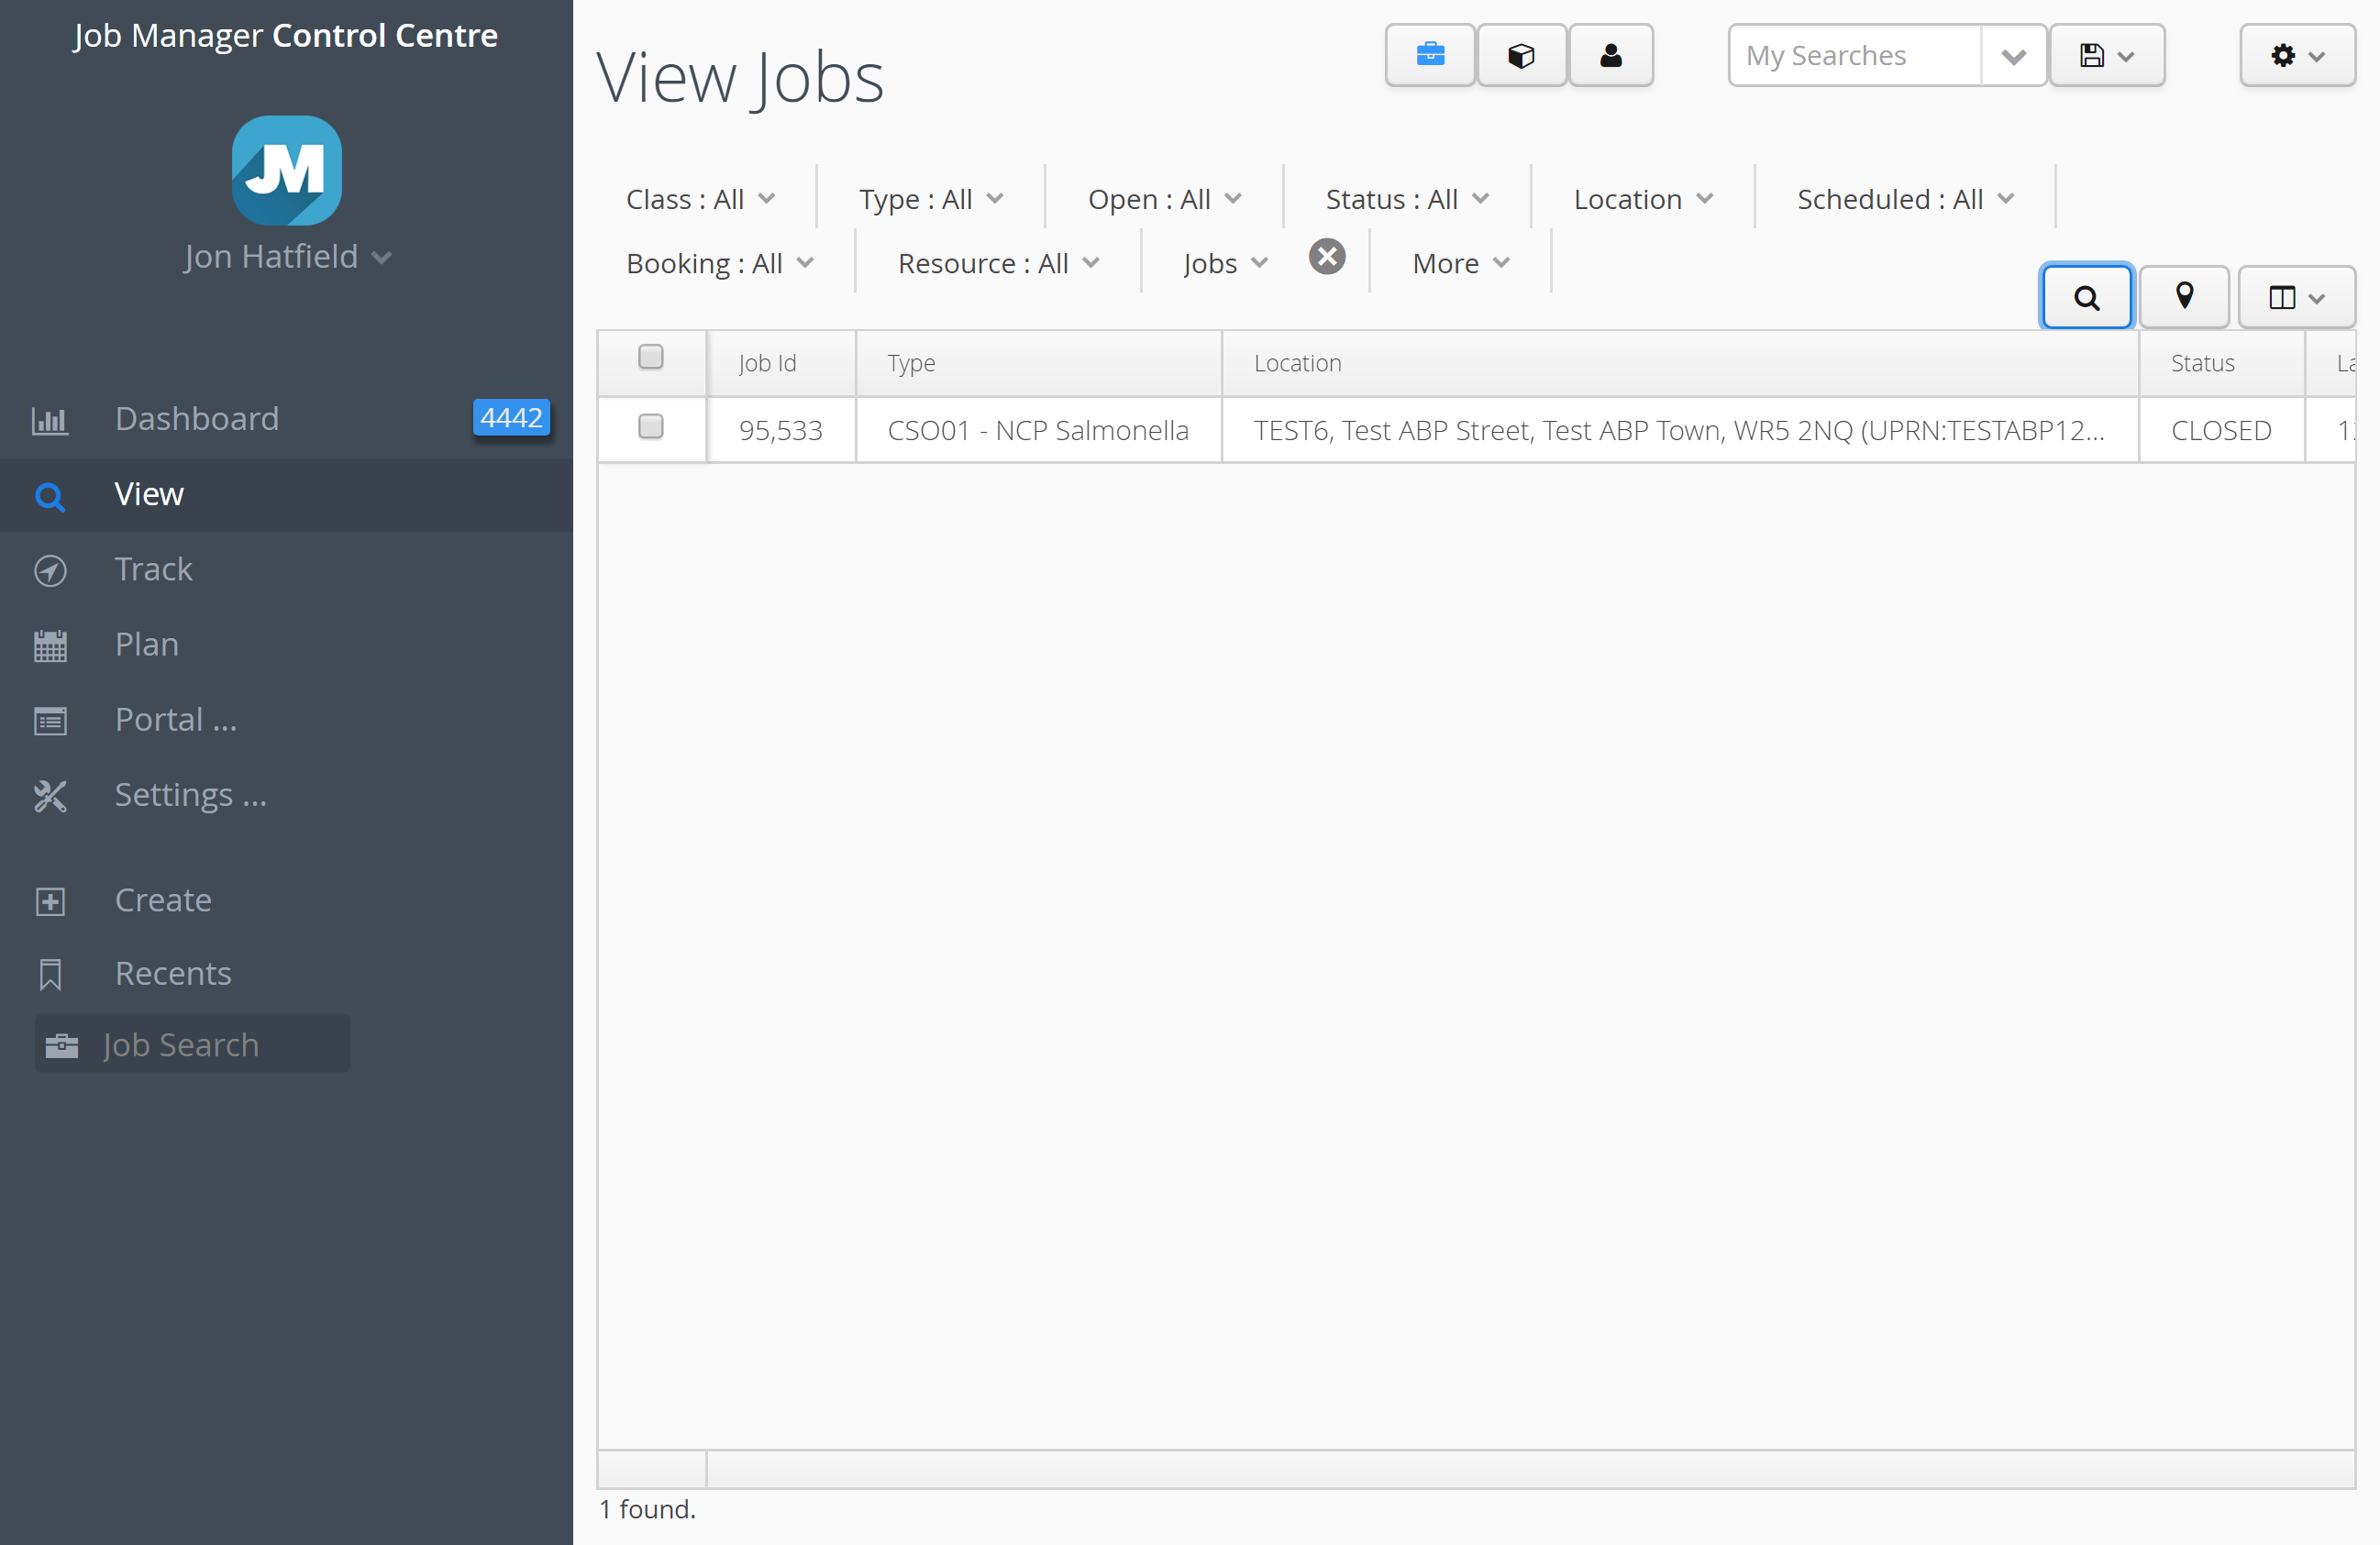 Job Manager Control Centre
JM
Jon Hatfield
Dashboard 4442
View
Track
Plan
Portal ...
Settings ...
Create
Recents
Job Search
View Jobs
My Searches
Class : All Type : All Open : All Status : All Location Scheduled : All
Booking : All Resource : All Jobs More
Job Id Type Location Status
95,533 CSO01 - NCP Salmonella TEST6, Test ABP Street, Test ABP Town, WR5 2NQ (UPRN:TESTABP12... CLOSED
1 found.